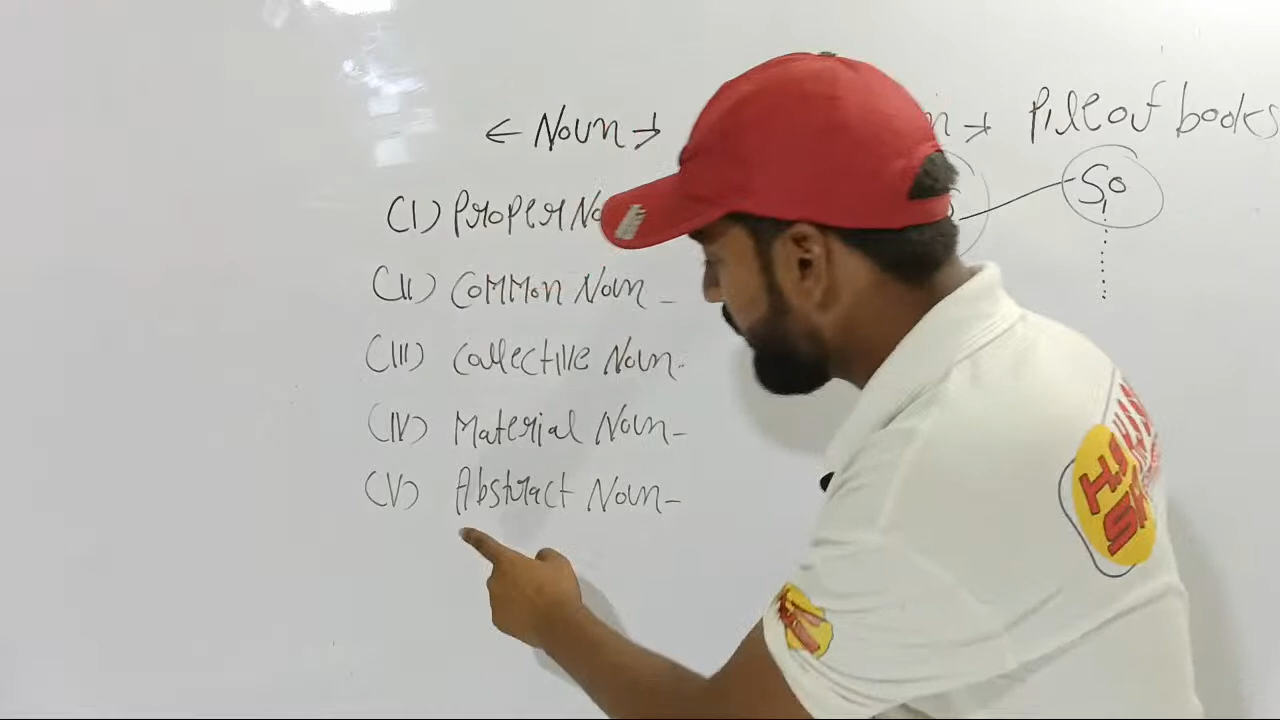 ← Noun →
n → Pile of books
(I) Proper No
So
(II) Common Noun -
(III) Collective Noun.
(IV) Material Noun -
(V) Abstract Noun -